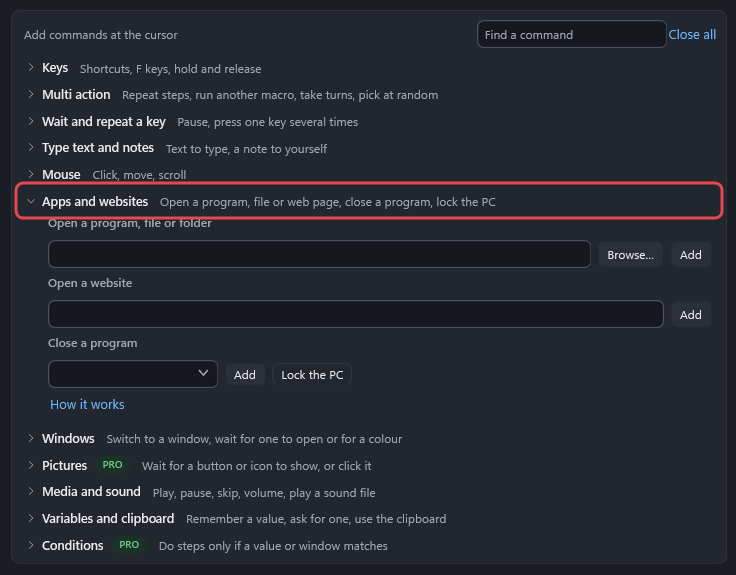 Add commands at the cursor Find a command Close all
Keys Shortcuts, F keys, hold and release
Multi action Repeat steps, run another macro, take turns, pick at random
Wait and repeat a key Pause, press one key several times
Type text and notes Text to type, a note to yourself
Mouse Click, move, scroll
Apps and websites Open a program, file or web page, close a program, lock the PC
Open a program, file or folder
Browse... Add
Open a website
Add
Close a program
Add Lock the PC
How it works
Windows Switch to a window, wait for one to open or for a colour
Pictures PRO Wait for a button or icon to show, or click it
Media and sound Play, pause, skip, volume, play a sound file
Variables and clipboard Remember a value, ask for one, use the clipboard
Conditions PRO Do steps only if a value or window matches